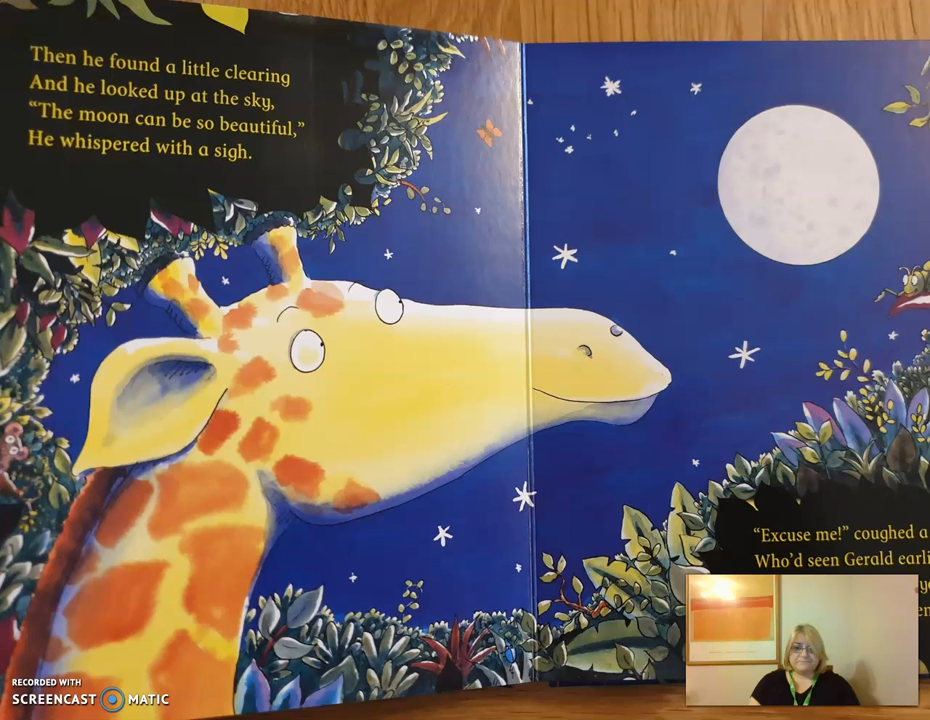 Then he found a little clearing
And he looked up at the sky,
“The moon can be so beautiful,”
He whispered with a sigh.
“Excuse me!” coughed a
Who’d seen Gerald
RECORDED WITH
SCREENCAST MATIC